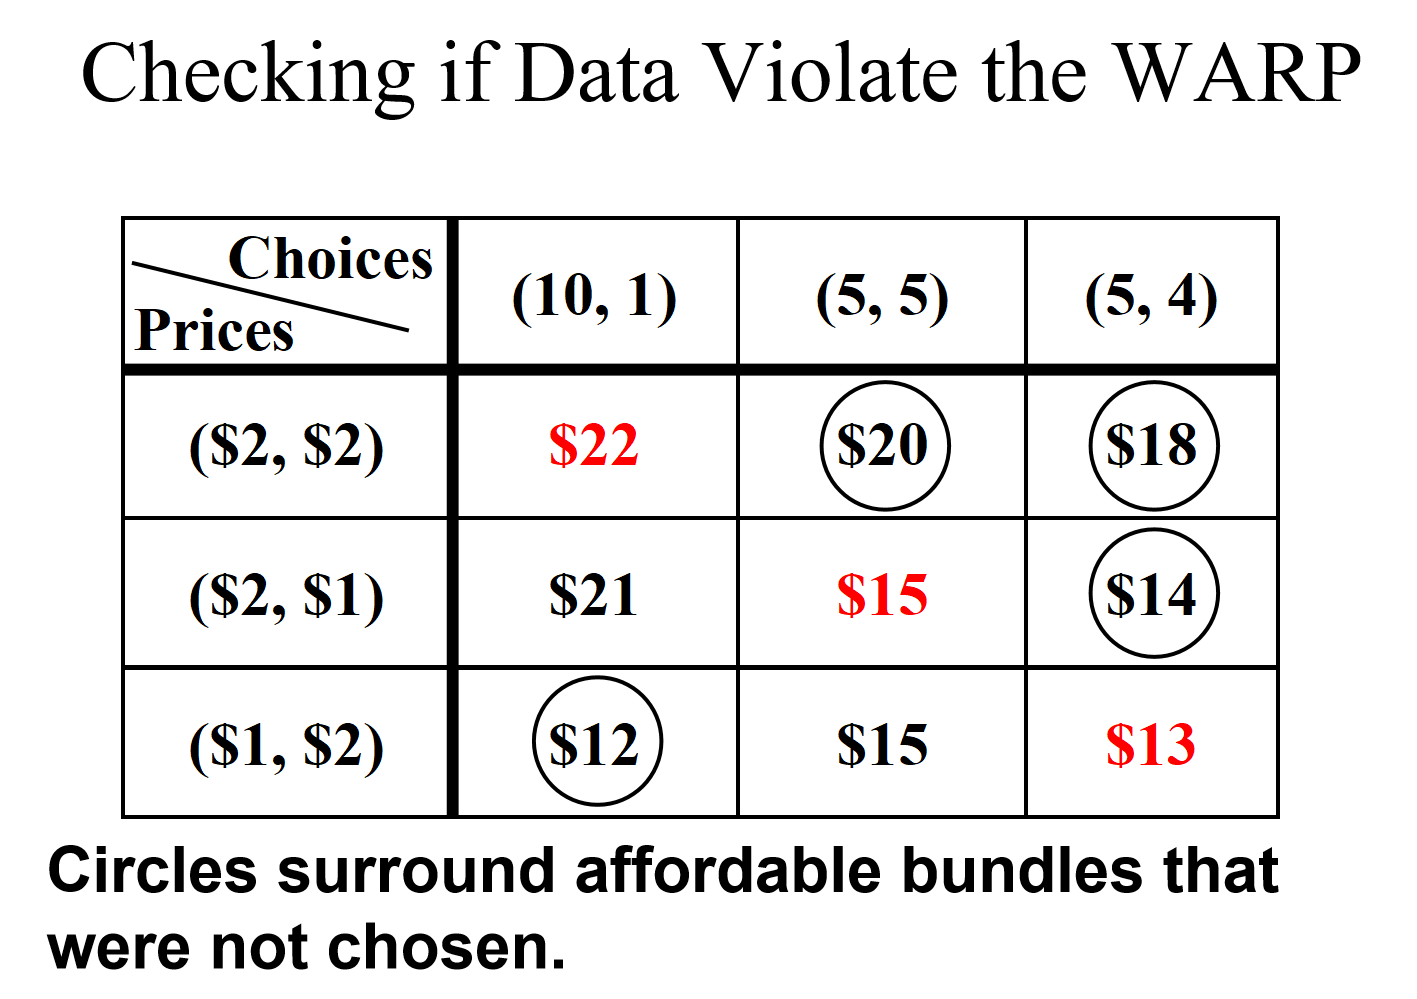 Checking if Data Violate the WARP
Choices
Prices
(10, 1) (5, 5) (5, 4)
($2, $2) $22 $20 $18
($2, $1) $21 $15 $14
($1, $2) $12 $15 $13
Circles surround affordable bundles that
were not chosen.